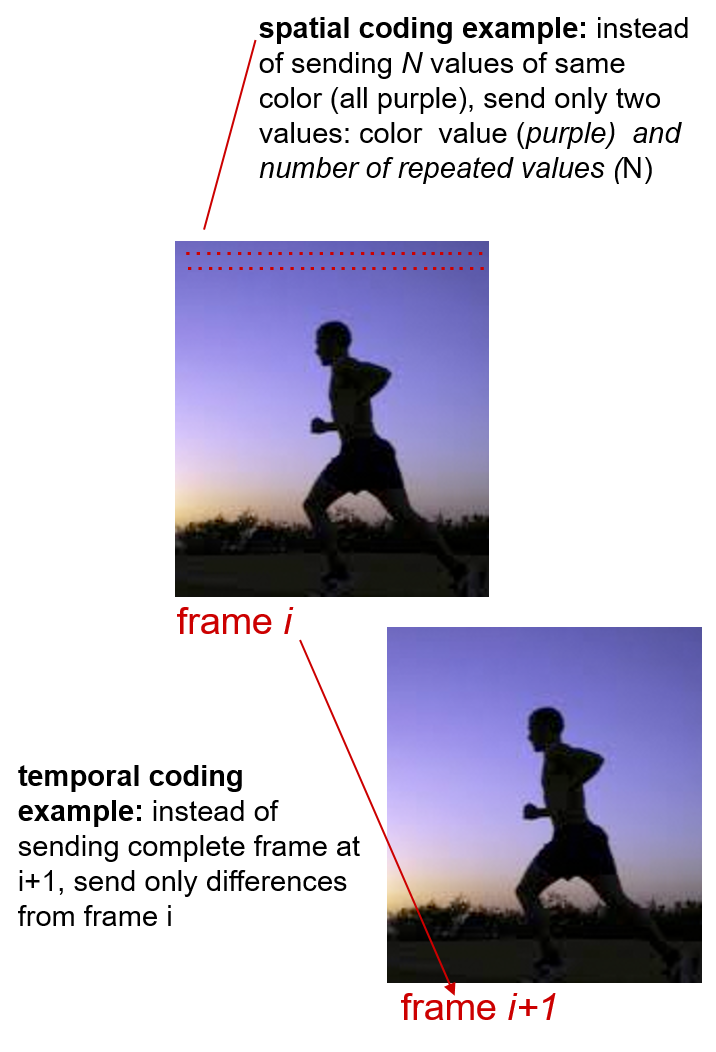 spatial coding example: instead
of sending N values of same
color (all purple), send only two
values: color  value (purple)  and
number of repeated values (N)
frame i
temporal coding
example: instead of
sending complete frame at
i+1, send only differences
from frame i
frame i+1